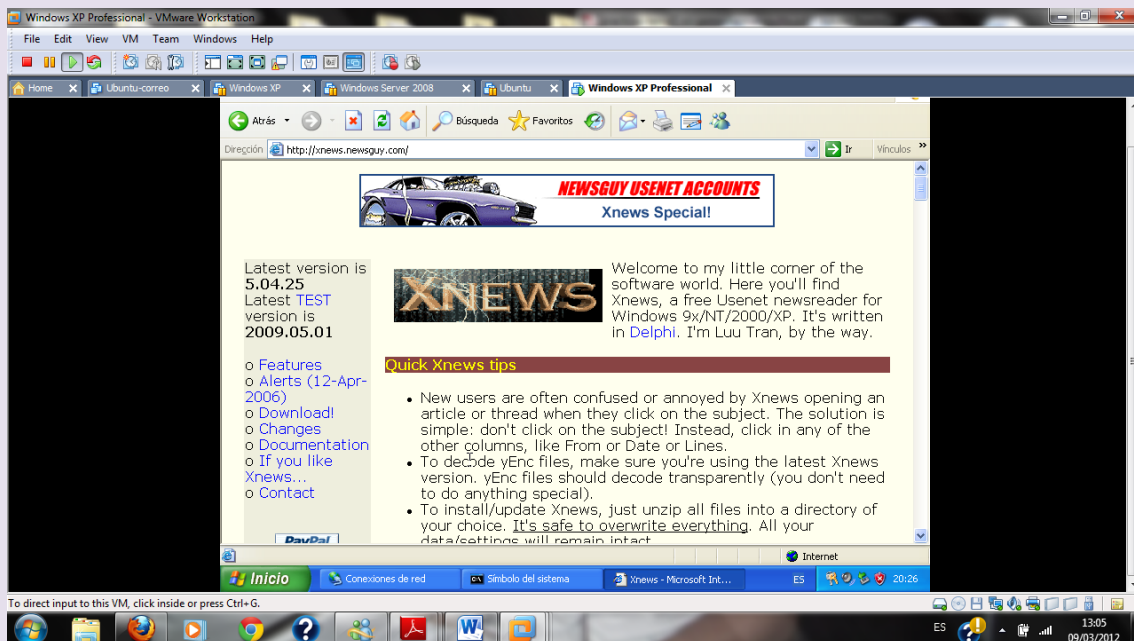 Windows XP Professional - VMware Workstation
File Edit View VM Team Windows Help
Home Ubuntu-correo Windows XP Windows Server 2008 Ubuntu Windows XP Professional
Atrás Búsqueda Favoritos
Dirección http://xnews.newsguy.com/ Ir Vínculos »
NEWSGUY USENET ACCOUNTS
Xnews Special!
Latest version is
5.04.25
Latest TEST
version is
2009.05.01
o Features
o Alerts (12-Apr-
2006)
o Download!
o Changes
o Documentation
o If you like
Xnews...
o Contact
PayPal
XNEWS
Welcome to my little corner of the
software world. Here you'll find
Xnews, a free Usenet newsreader for
Windows 9x/NT/2000/XP. It's written
in Delphi. I'm Luu Tran, by the way.
Quick Xnews tips
• New users are often confused or annoyed by Xnews opening an
article or thread when they click on the subject. The solution is
simple: don't click on the subject! Instead, click in any of the
other columns, like From or Date or Lines.
• To decode yEnc files, make sure you're using the latest Xnews
version. yEnc files should decode transparently (you don't need
to do anything special).
• To install/update Xnews, just unzip all files into a directory of
your choice. It's safe to overwrite everything. All your
data/settings will remain intact.
Internet
Inicio Conexiones de red Símbolo del sistema Xnews - Microsoft Int... ES 20:26
To direct input to this VM, click inside or press Ctrl+G.
ES 13:05
09/03/2012